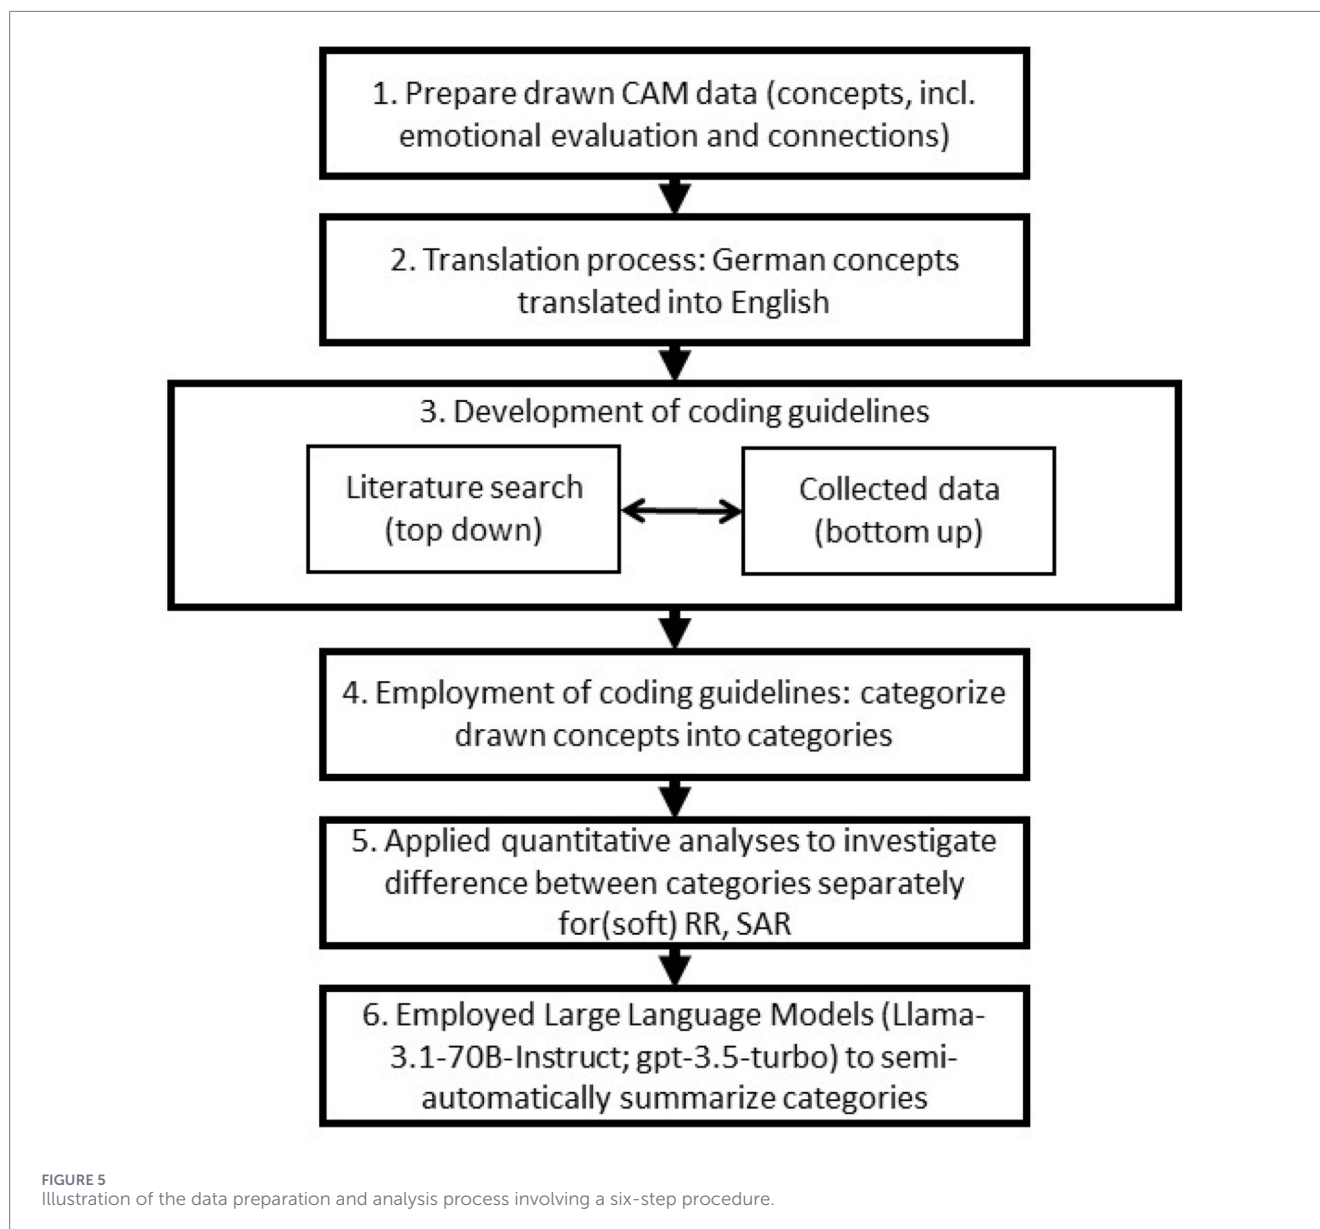 1. Prepare drawn CAM data (concepts, incl.
emotional evaluation and connections)
2. Translation process: German concepts
translated into English
3. Development of coding guidelines
Literature search
(top down)
Collected data
(bottom up)
4. Employment of coding guidelines: categorize
drawn concepts into categories
5. Applied quantitative analyses to investigate
difference between categories separately
for(soft) RR, SAR
6. Employed Large Language Models (Llama-
3.1-70B-Instruct; gpt-3.5-turbo) to semi-
automatically summarize categories
FIGURE 5
Illustration of the data preparation and analysis process involving a six-step procedure.